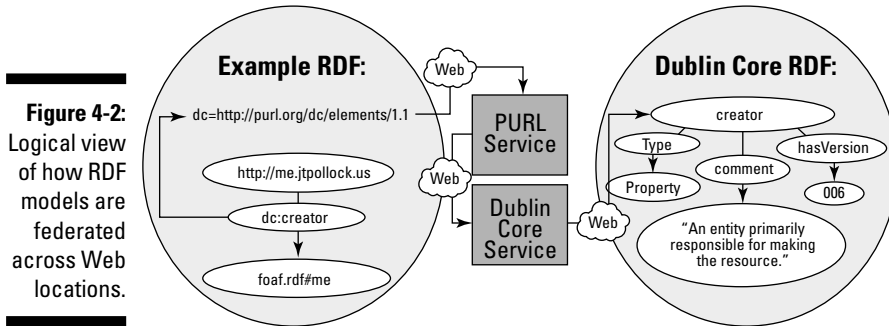 Figure 4-2:
Logical view
of how RDF
models are
federated
across Web
locations.
Example RDF:
dc=http://purl.org/dc/elements/1.1
http://me.jtpollock.us
dc:creator
foaf.rdf#me
Web
PURL
Service
Web
Dublin
Core
Service
Web
Dublin Core RDF:
creator
Type
hasVersion
comment
Property
006
“An entity primarily
responsible for making
the resource.”